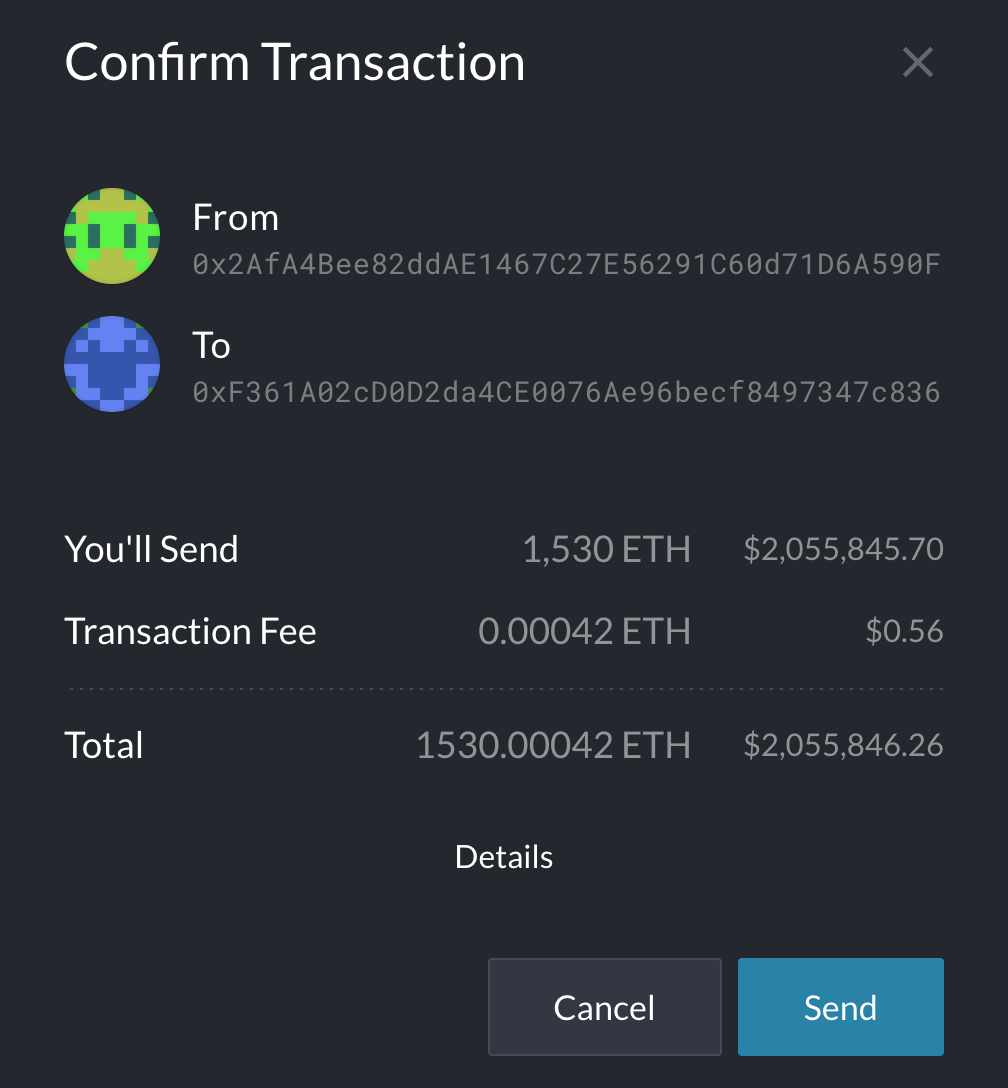 Confirm Transaction
From
0x2AfA4Bee82ddAE1467C27E56291C60d71D6A590F
To
0xF361A02cD0D2da4CE0076Ae96becf8497347c836
You'll Send 1,530 ETH $2,055,845.70
Transaction Fee 0.00042 ETH $0.56
Total 1530.00042 ETH $2,055,846.26
Details
Cancel Send